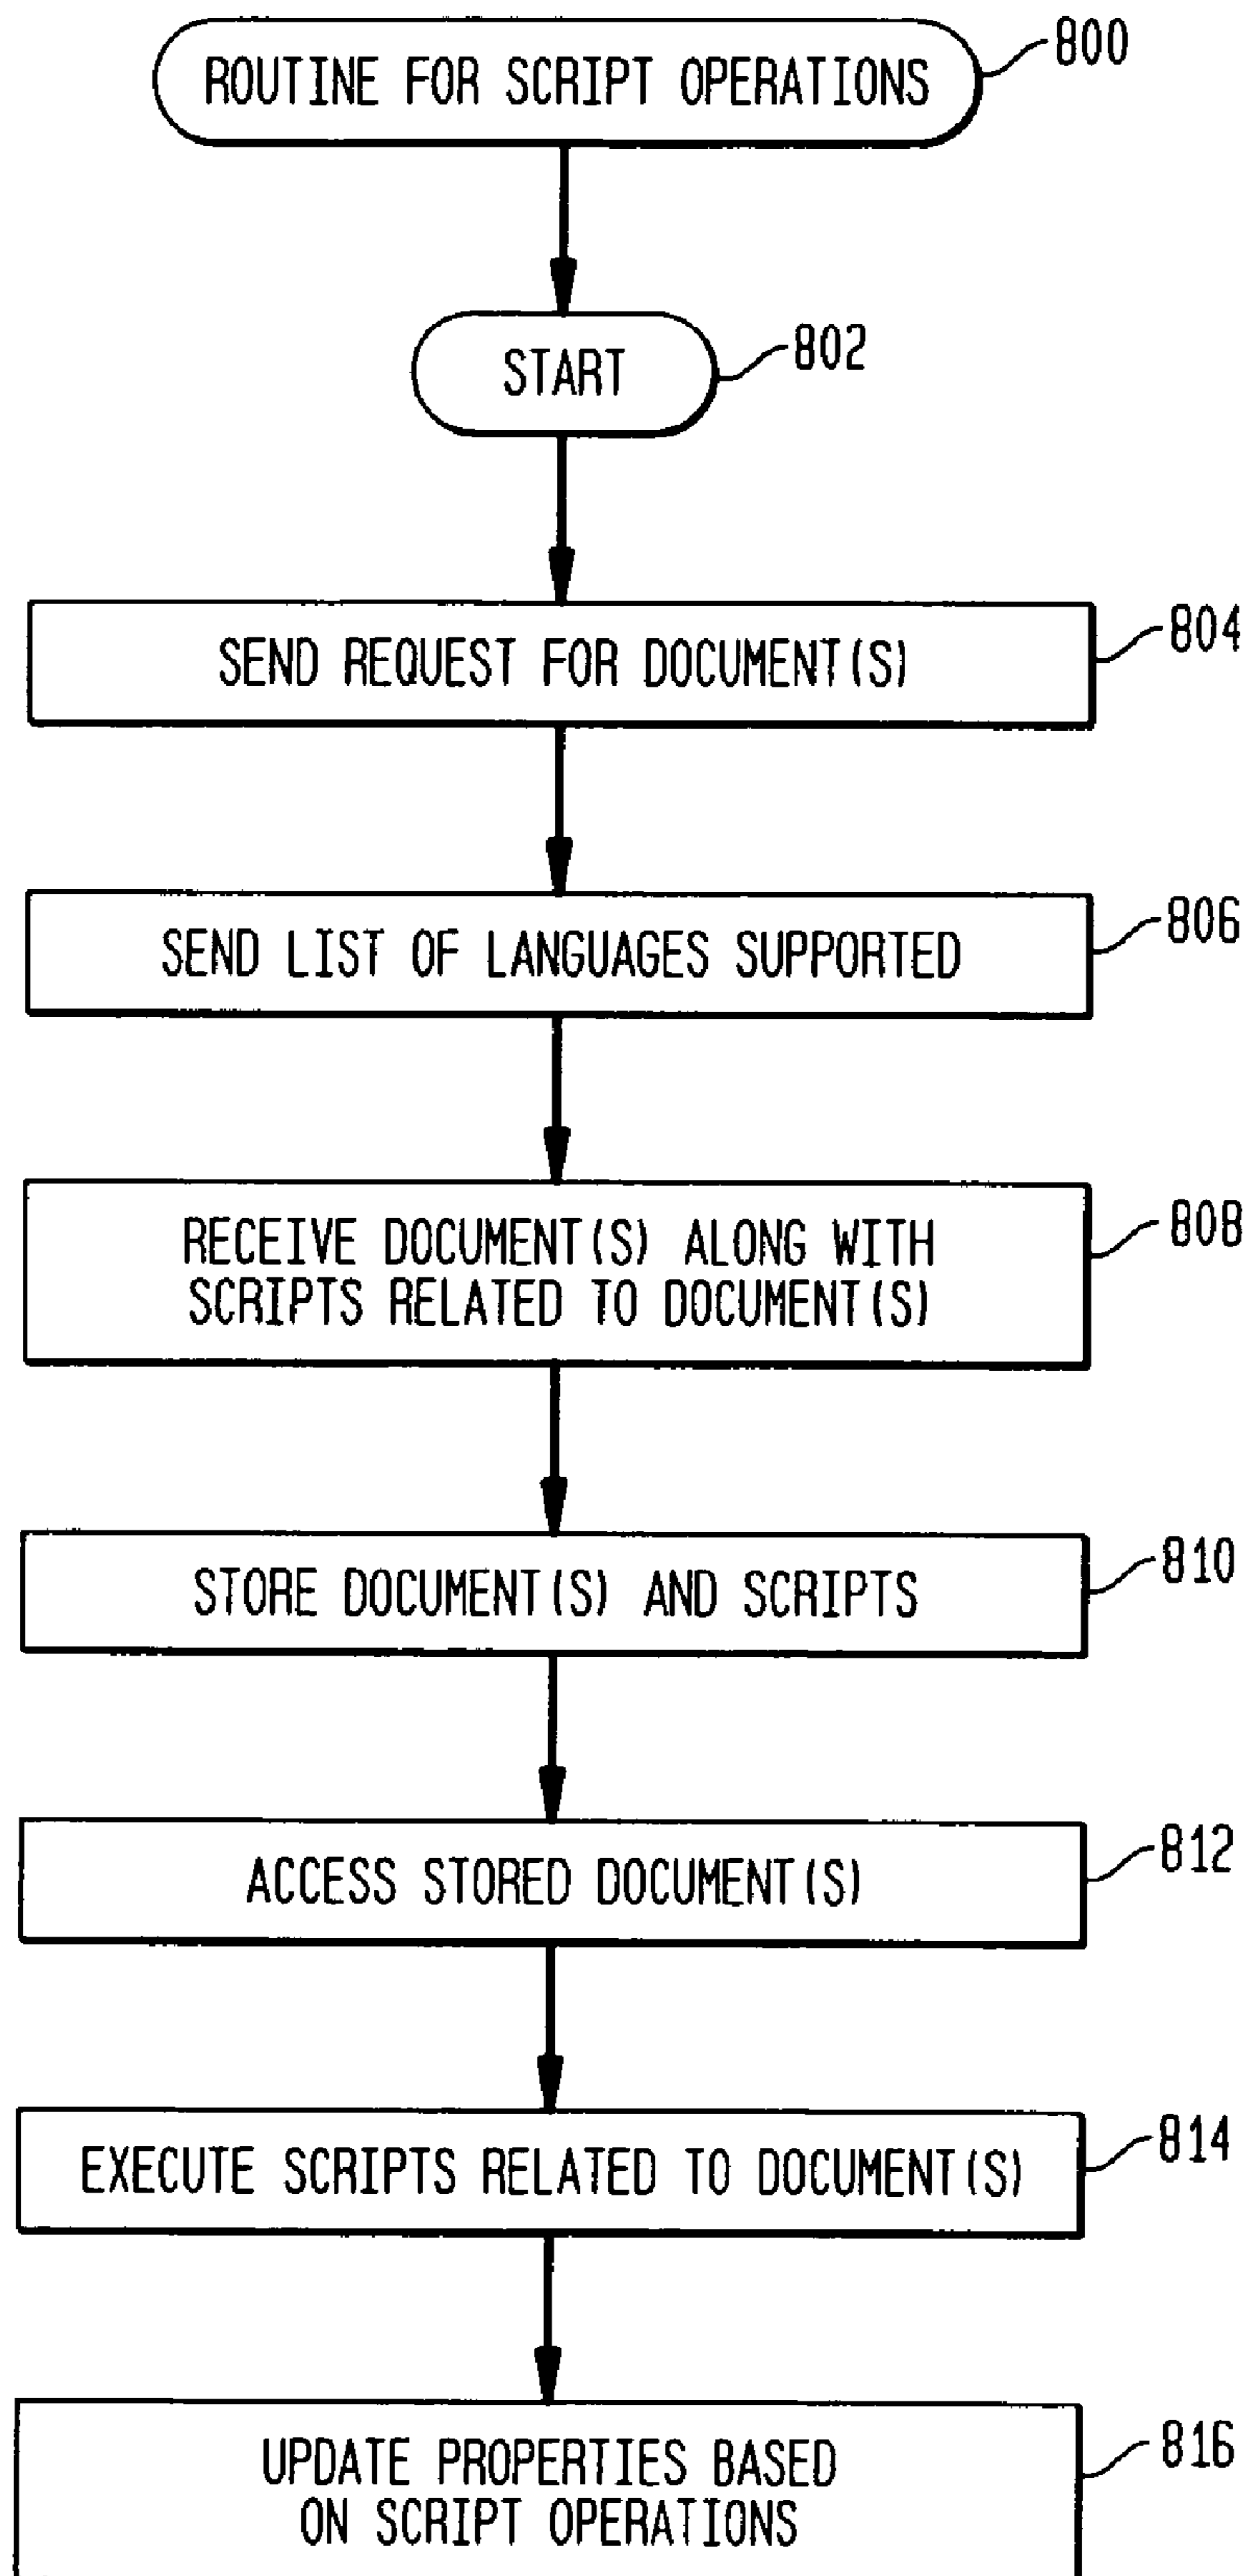 ROUTINE FOR SCRIPT OPERATIONS
800
START
802
SEND REQUEST FOR DOCUMENT(S)
804
SEND LIST OF LANGUAGES SUPPORTED
806
RECEIVE DOCUMENT(S) ALONG WITH
SCRIPTS RELATED TO DOCUMENT(S)
808
STORE DOCUMENT(S) AND SCRIPTS
810
ACCESS STORED DOCUMENT(S)
812
EXECUTE SCRIPTS RELATED TO DOCUMENT(S)
814
UPDATE PROPERTIES BASED
ON SCRIPT OPERATIONS
816